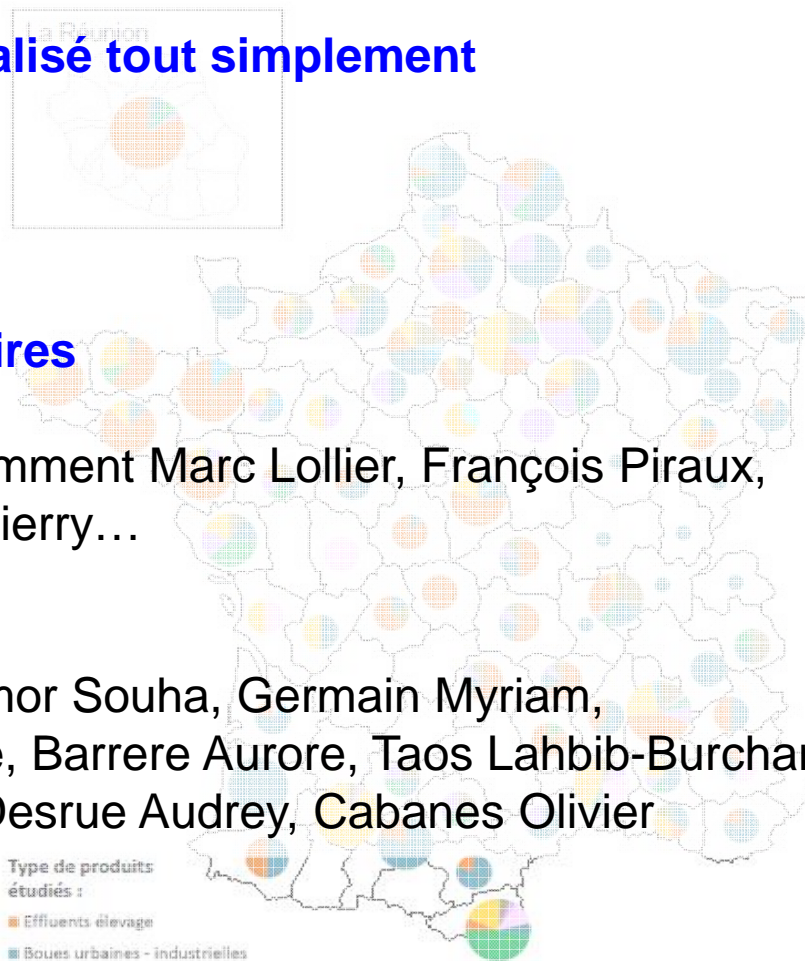 La Réunion
alisé tout simplement
ires
mment Marc Lollier, François Piraux,
ierry…
nor Souha, Germain Myriam,
e, Barrere Aurore, Taos Lahbib-Burchar
Desrue Audrey, Cabanes Olivier
Type de produits
étudiés :
Effluents élevage
Boues urbaines - industrielles